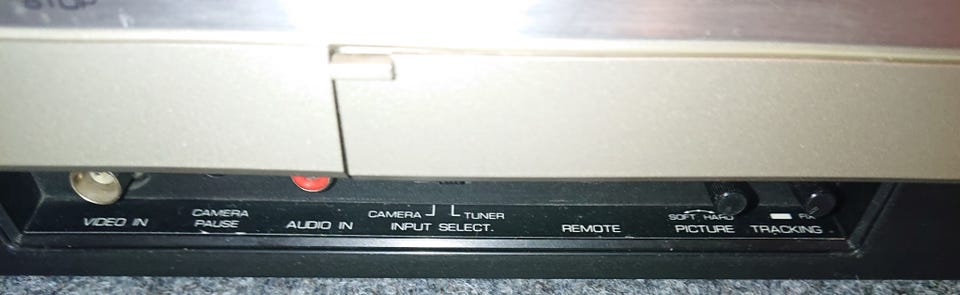 STOP
VIDEO IN
CAMERA
PAUSE
AUDIO IN
CAMERA TUNER
INPUT SELECT.
REMOTE
SOFT HARD
PICTURE
FIX
TRACKING